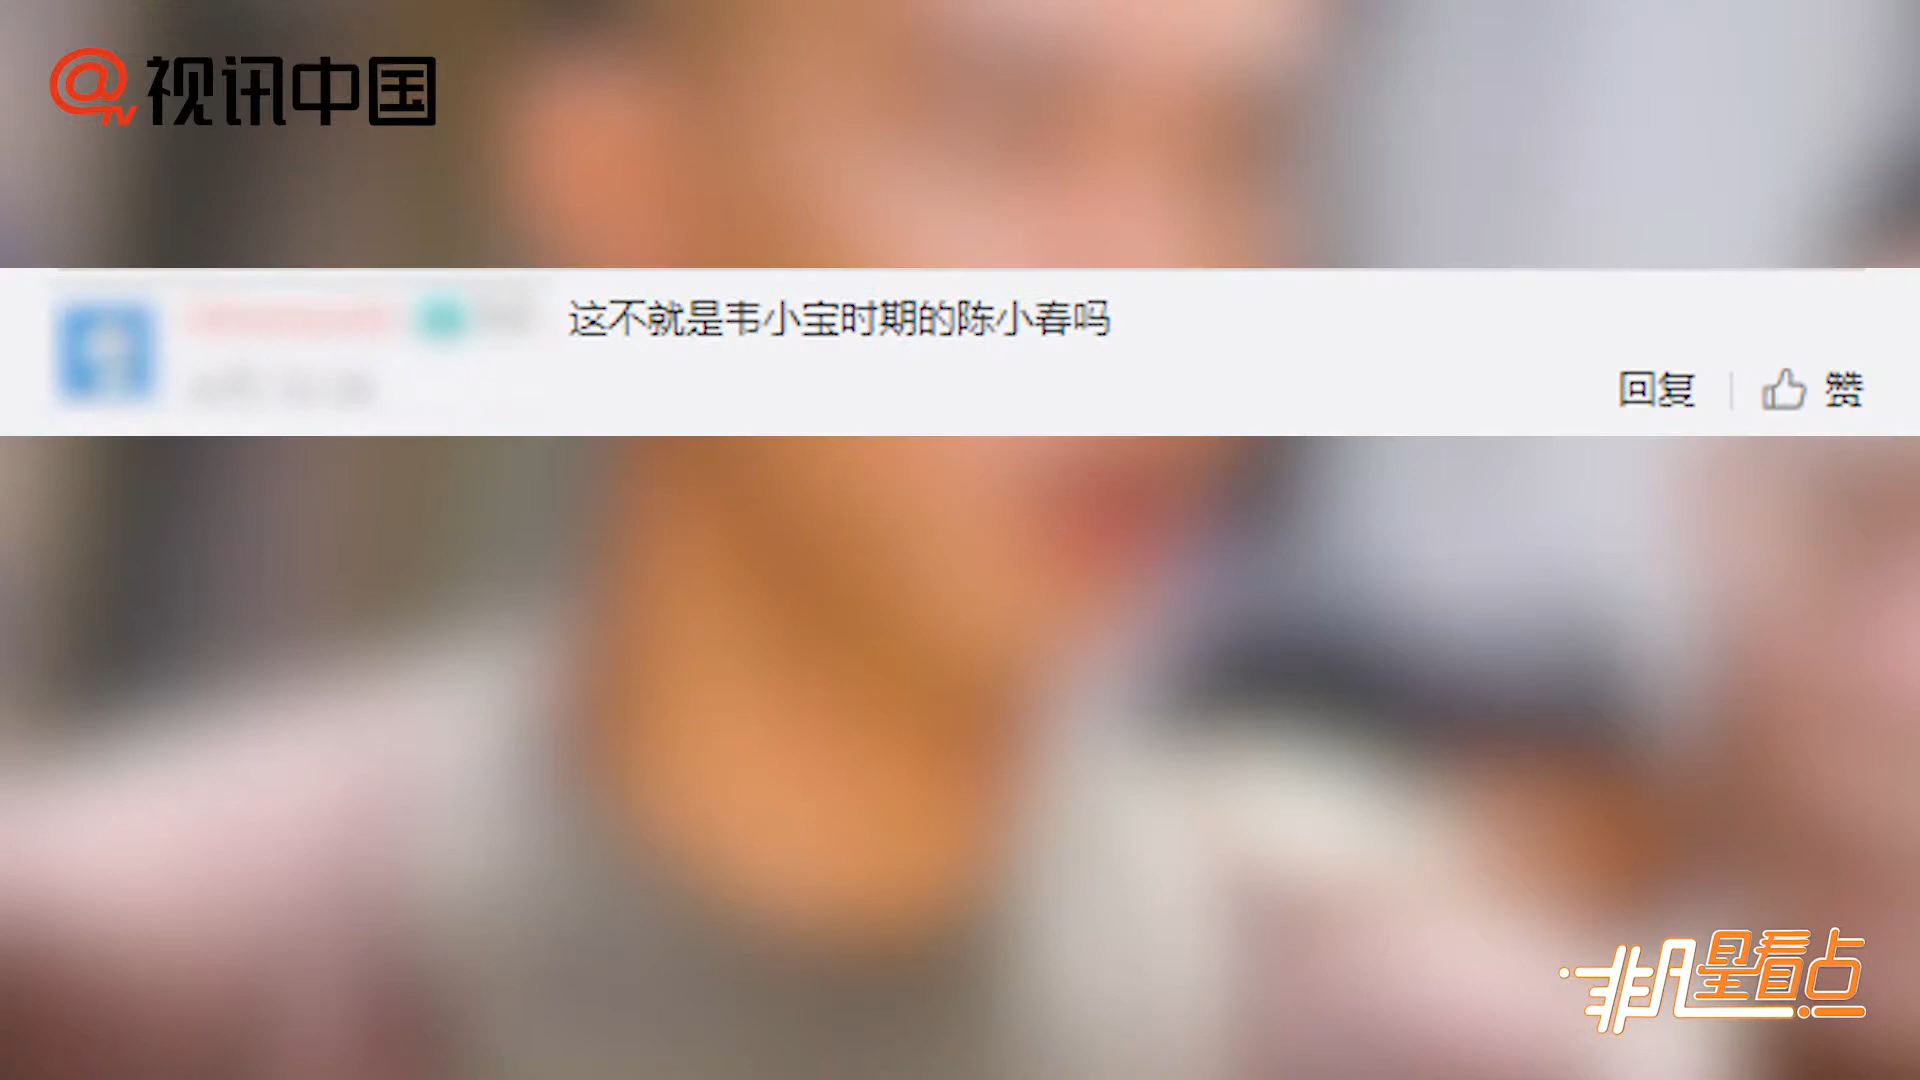 @TV 视讯中国
这不就是韦小宝时期的陈小春吗
回复 赞
非凡星看点